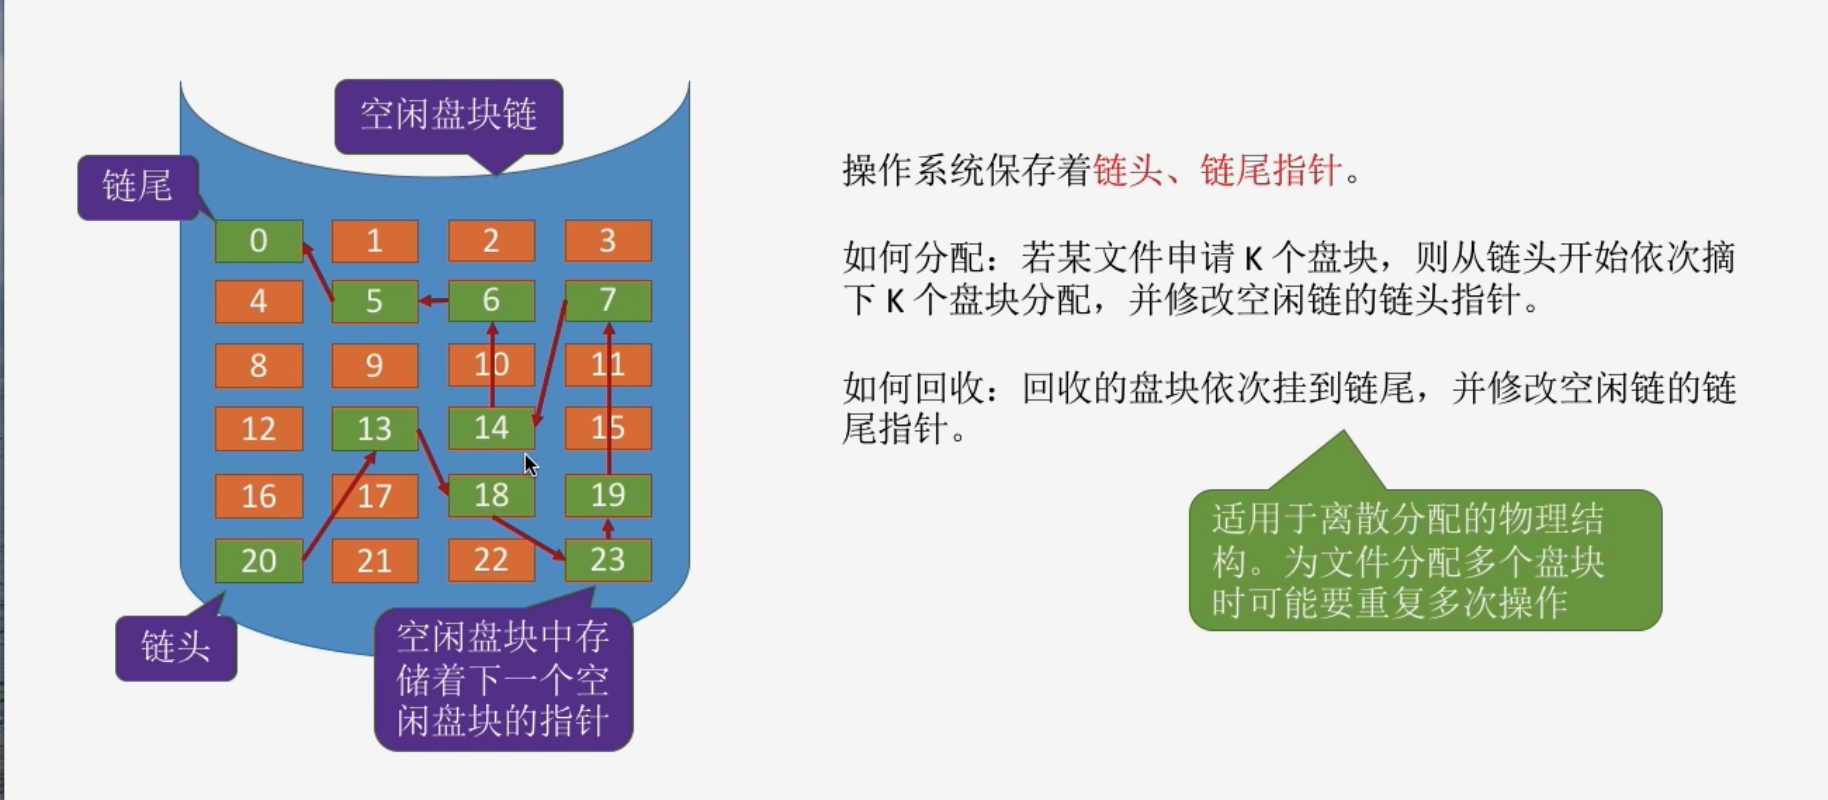 空闲盘块链
链尾
0 1 2 3
4 5 6 7
8 9 10 11
12 13 14 15
16 17 18 19
20 21 22 23
链头
空闲盘块中存
储着下一个空
闲盘块的指针
操作系统保存着链头、链尾指针。
如何分配：若某文件申请 K 个盘块，则从链头开始依次摘
下 K 个盘块分配，并修改空闲链的链头指针。
如何回收：回收的盘块依次挂到链尾，并修改空闲链的链
尾指针。
适用于离散分配的物理结
构。为文件分配多个盘块
时可能要重复多次操作